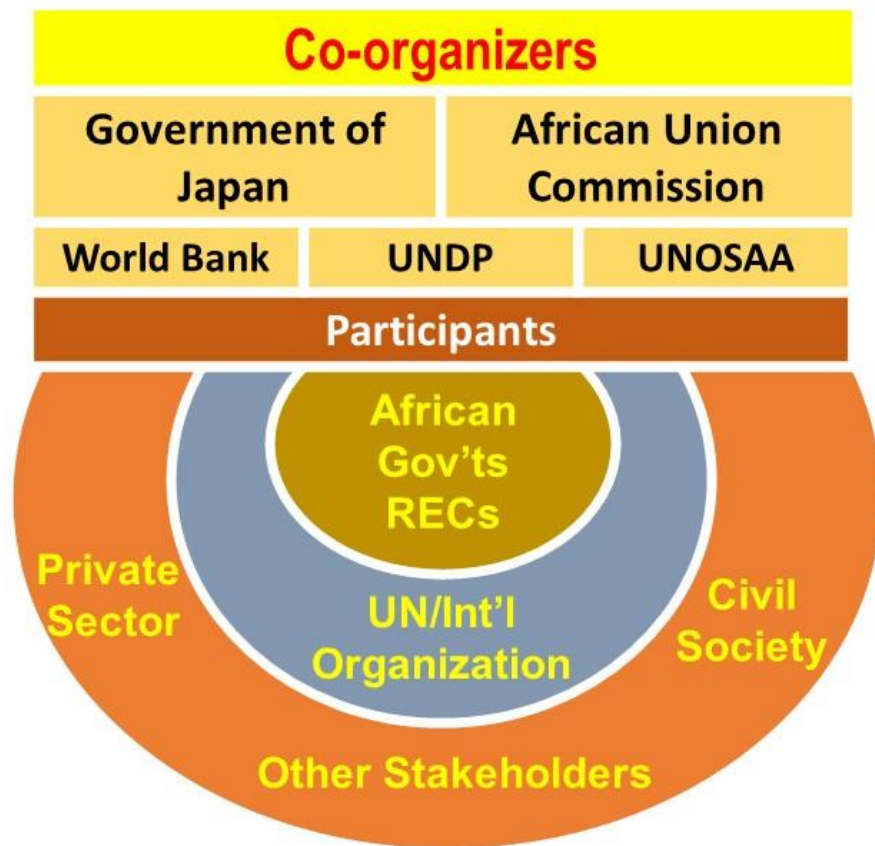 Co-organizers
Government of
Japan
African Union
Commission
World Bank
UNDP
UNOSAA
Participants
African
Gov'ts
RECs
Private
Sector
UN/Int'l
Organization
Civil
Society
Other Stakeholders